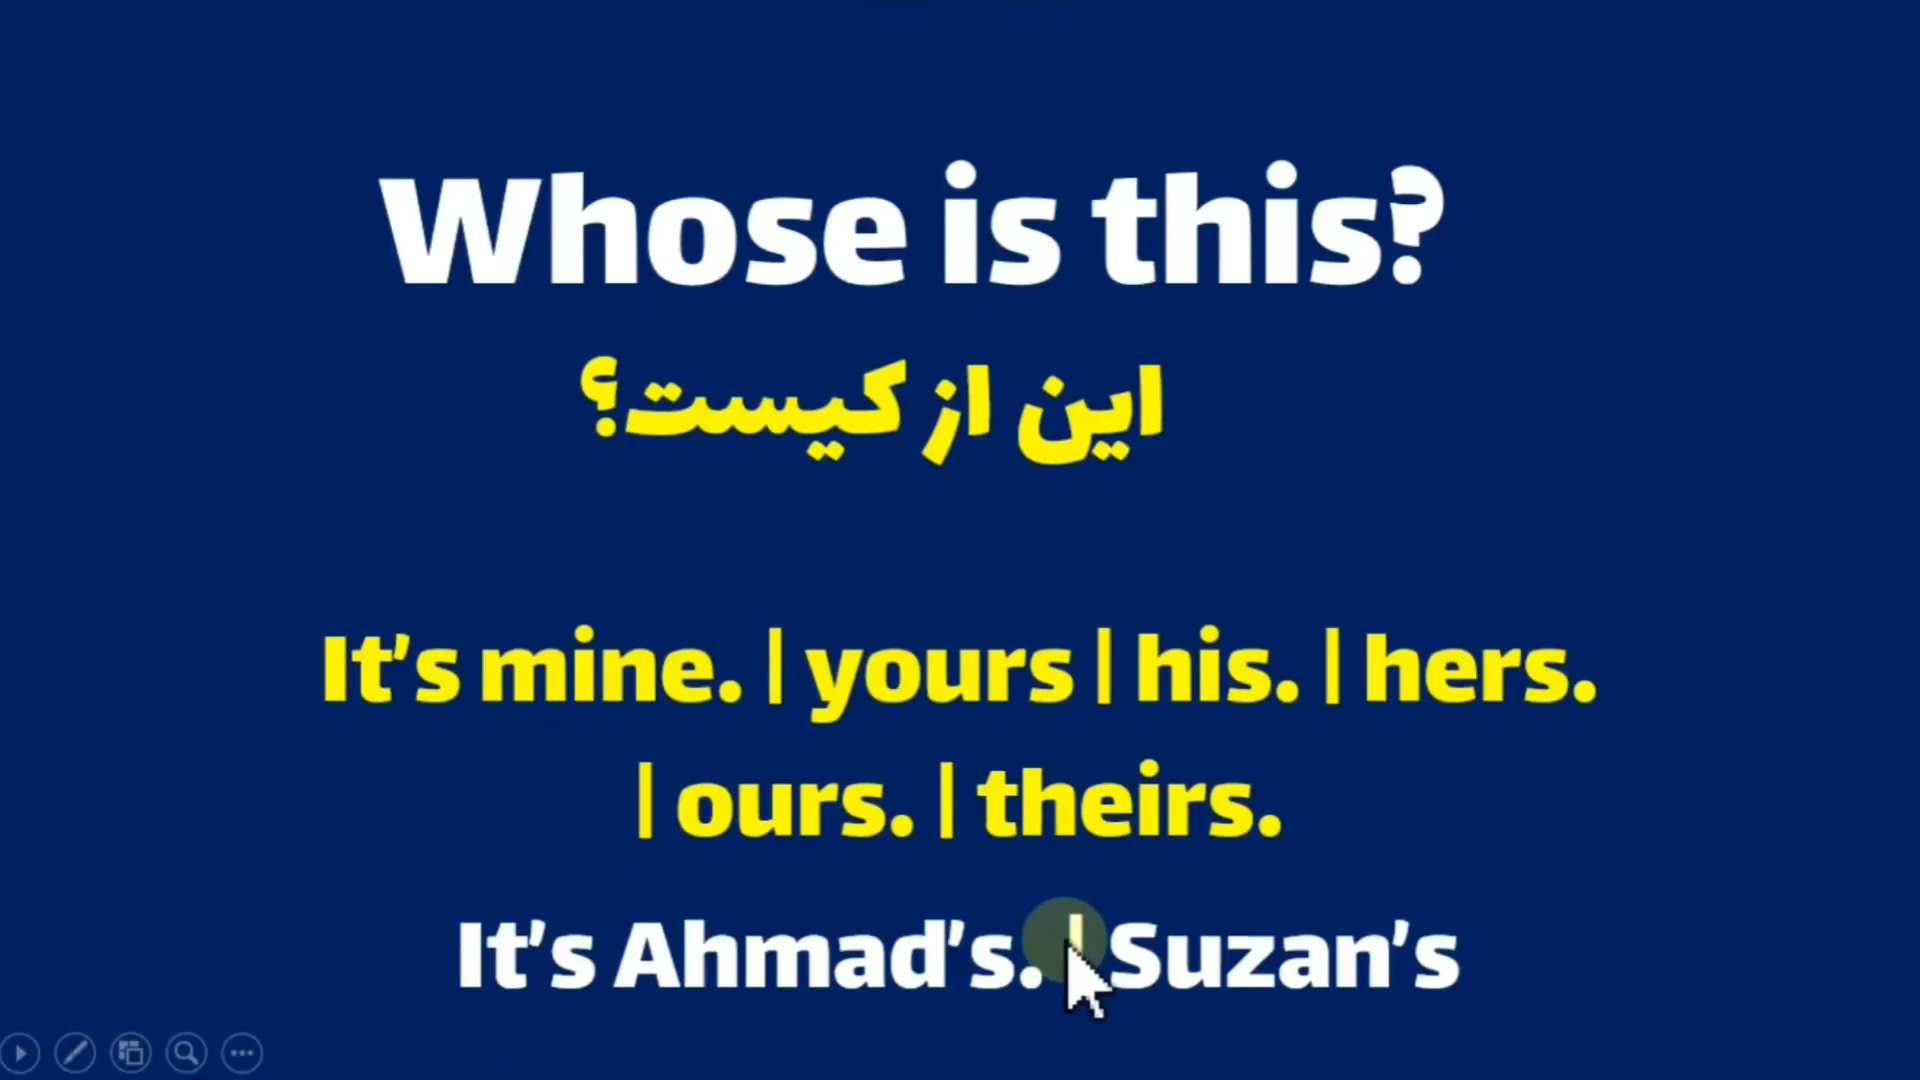 Whose is this?
این از کیست؟
It's mine. | yours | his. | hers.
| ours. | theirs.
It's Ahmad's. | Suzan's